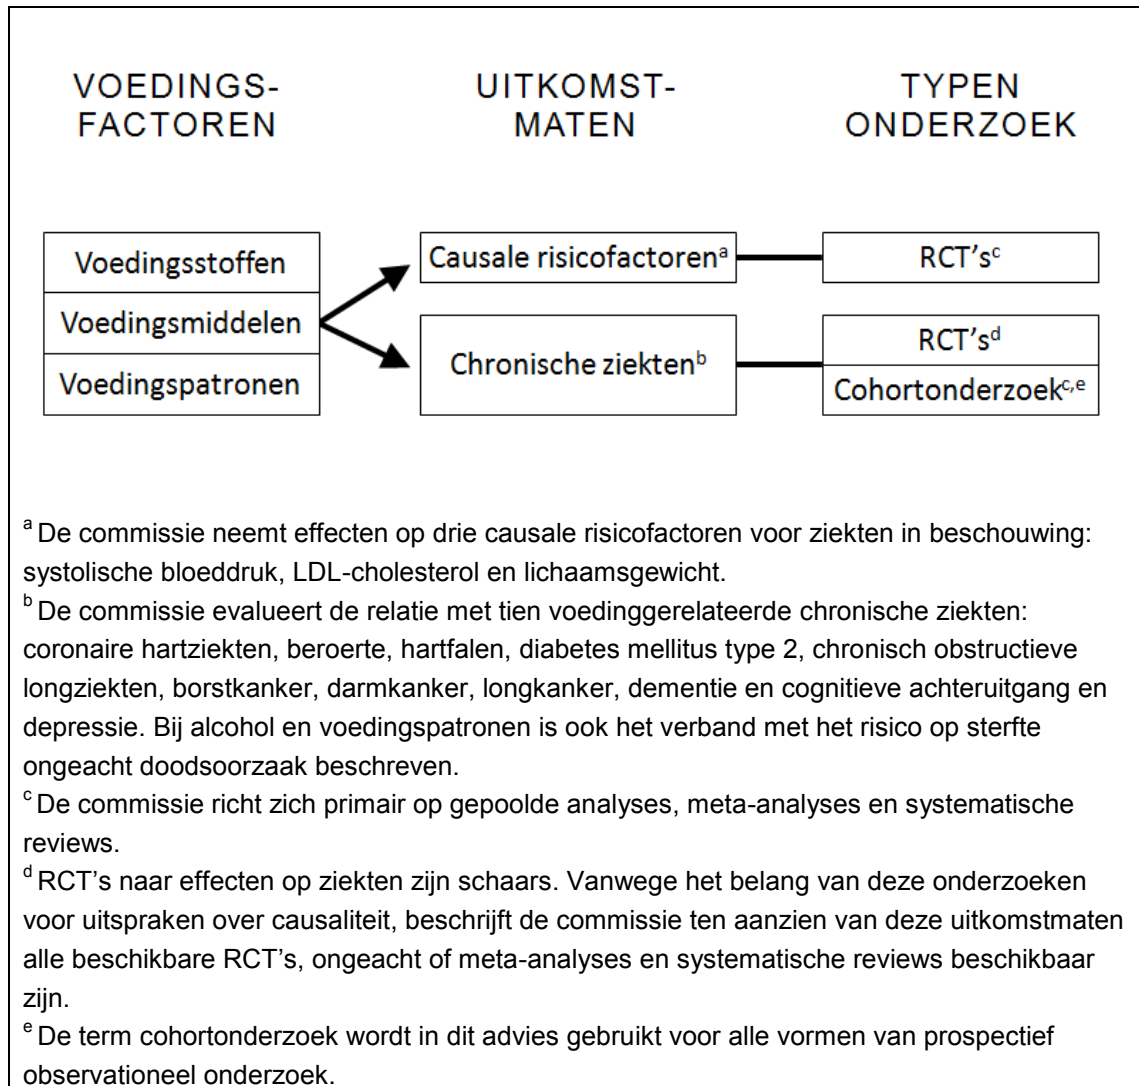 VOEDINGS-
FACTOREN
UITKOMST-
MATEN
TYPEN
ONDERZOEK
Voedingsstoffen
Voedingsmiddelen
Voedingspatronen
Causale risicofactorenᵃ
Chronische ziektenᵇ
RCT'sᶜ
RCT'sᵈ
Cohortonderzoekᶜ,ᵉ
ᵃ De commissie neemt effecten op drie causale risicofactoren voor ziekten in beschouwing:
systolische bloeddruk, LDL-cholesterol en lichaamsgewicht.
ᵇ De commissie evalueert de relatie met tien voedinggerelateerde chronische ziekten:
coronaire hartziekten, beroerte, hartfalen, diabetes mellitus type 2, chronisch obstructieve
longziekten, borstkanker, darmkanker, longkanker, dementie en cognitieve achteruitgang en
depressie. Bij alcohol en voedingspatronen is ook het verband met het risico op sterfte
ongeacht doodsoorzaak beschreven.
ᶜ De commissie richt zich primair op gepoolde analyses, meta-analyses en systematische
reviews.
ᵈ RCT's naar effecten op ziekten zijn schaars. Vanwege het belang van deze onderzoeken
voor uitspraken over causaliteit, beschrijft de commissie ten aanzien van deze uitkomstmaten
alle beschikbare RCT's, ongeacht of meta-analyses en systematische reviews beschikbaar
zijn.
ᵉ De term cohortonderzoek wordt in dit advies gebruikt voor alle vormen van prospectief
observationeel onderzoek.